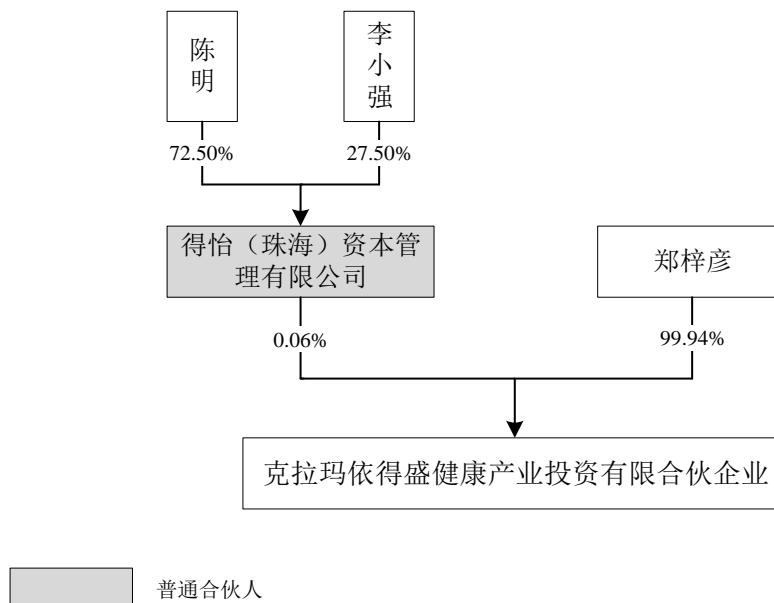 陈明
李小强
72.50%
27.50%
得怡（珠海）资本管
理有限公司
郑梓彦
0.06%
99.94%
克拉玛依得盛健康产业投资有限合伙企业
普通合伙人